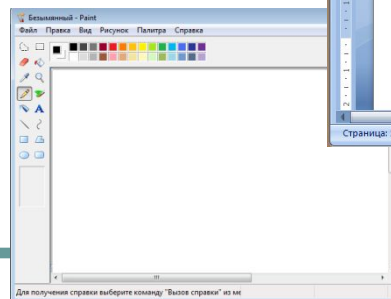 Безымянный - Paint
Файл Правка Вид Рисунок Палитра Справка
A
Страница:
Для получения справки выберите команду "Вызов справки" из ме